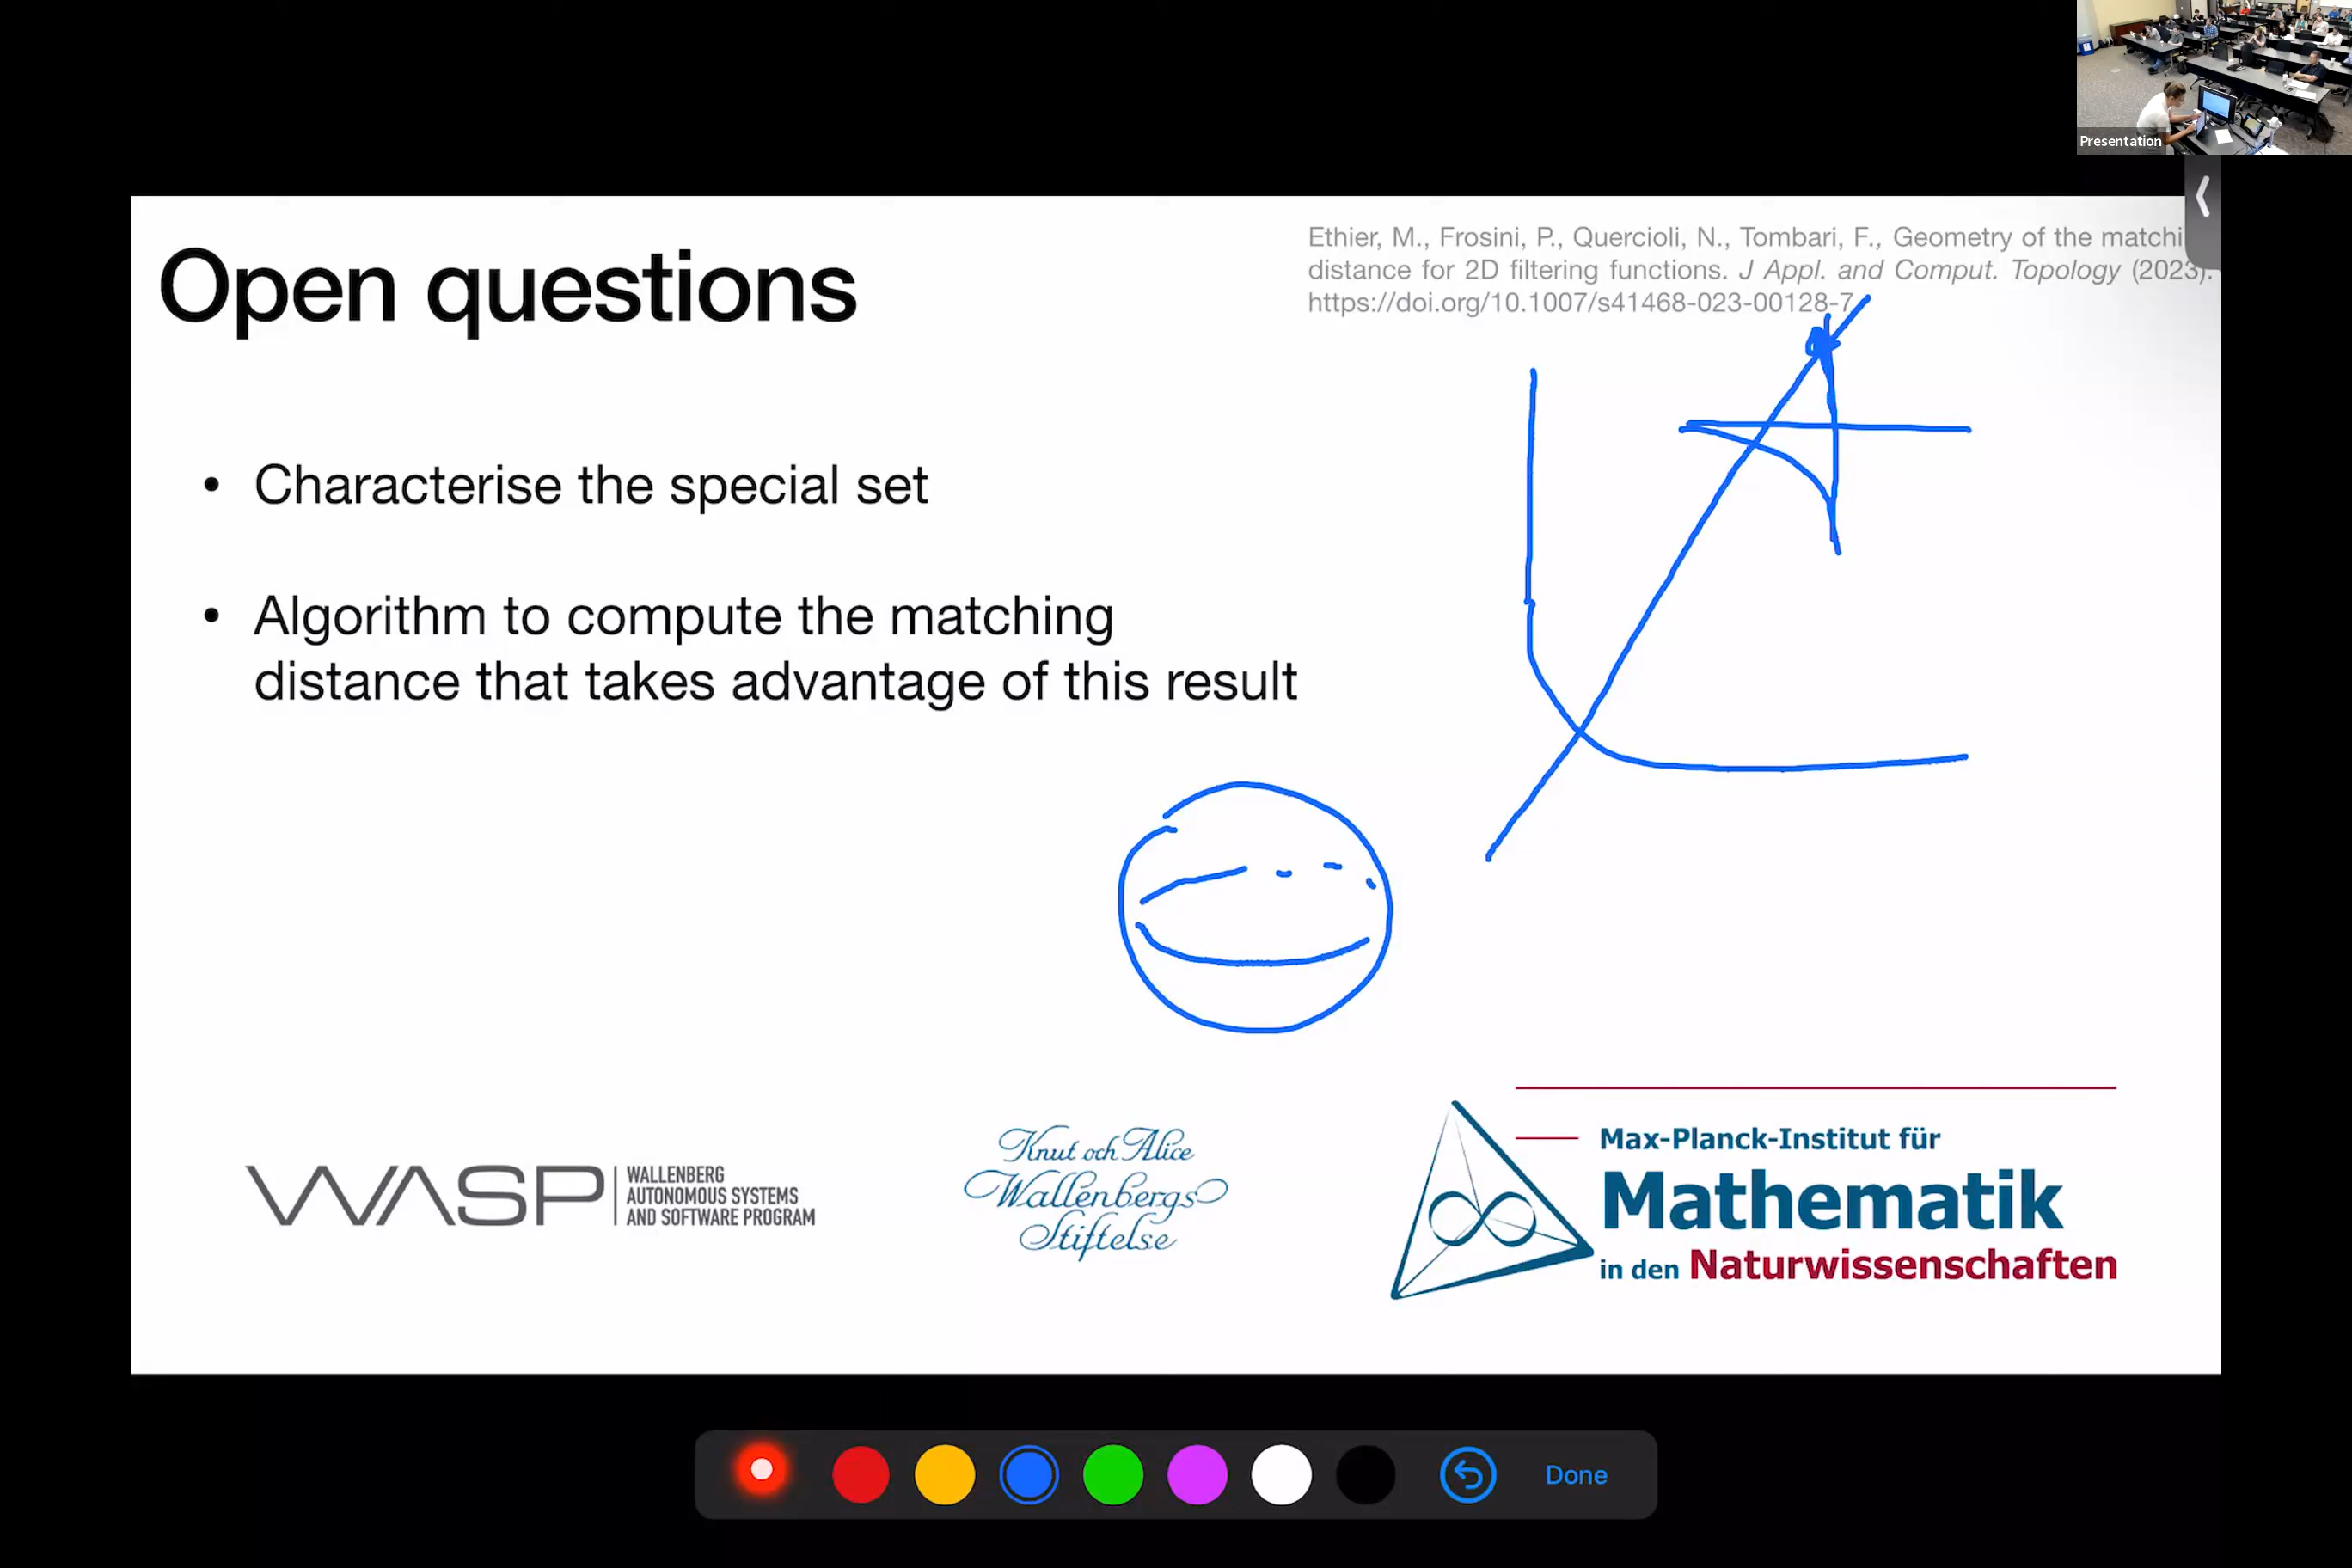 Presentation
Open questions
Ethier, M., Frosini, P., Quercioli, N., Tombari, F., Geometry of the matchi
distance for 2D filtering functions. J Appl. and Comput. Topology (2023).
https://doi.org/10.1007/s41468-023-00128-7
• Characterise the special set
• Algorithm to compute the matching
distance that takes advantage of this result
WASP
WALLENBERG
AUTONOMOUS SYSTEMS
AND SOFTWARE PROGRAM
Knut och Alice
Wallenbergs
Stiftelse
Max-Planck-Institut für
Mathematik
in den Naturwissenschaften
Done